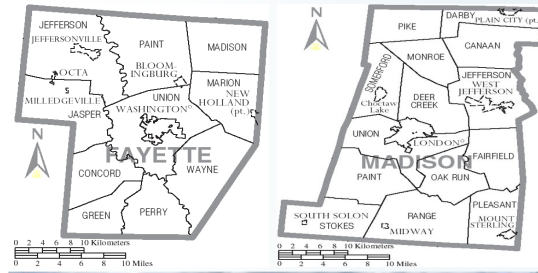 JEFFERSON
JEFFERSONVILLE
PAINT
MADISON
OCTA
BLOOM-
INGBURG
MARION
MILLEDGEVILLE
UNION
NEW
HOLLAND
(pt.)
JASPER
WASHINGTON°
N
FAYETTE
WAYNE
CONCORD
GREEN
PERRY
0 2 4 6 8 10 Kilometers
0 2 4 6 8 10 Miles
N
DARBY
PLAIN CITY (pt.)
PIKE
CANAAN
MONROE
SOMERFORD
JEFFERSON
WEST
JEFFERSON
Choctaw
Lake
DEER
CREEK
UNION
LONDON°
MADISON
FAIRFIELD
PAINT
OAK RUN
PLEASANT
SOUTH SOLON
STOKES
RANGE
MIDWAY
MOUNT
STERLING
0 2 4 6 8 10 Kilometers
0 2 4 6 8 10 Miles